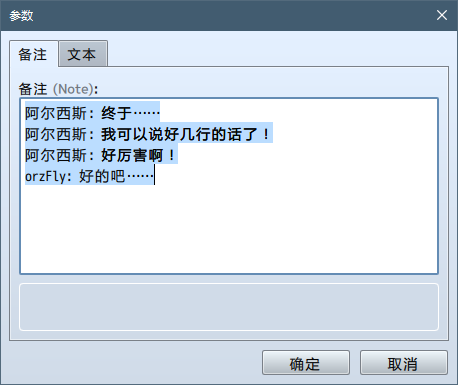 参数
备注
文本
备注 (Note):
阿尔西斯: 终于……
阿尔西斯: 我可以说好几行的话了！
阿尔西斯: 好厉害啊！
orzFly: 好的吧……
确定
取消